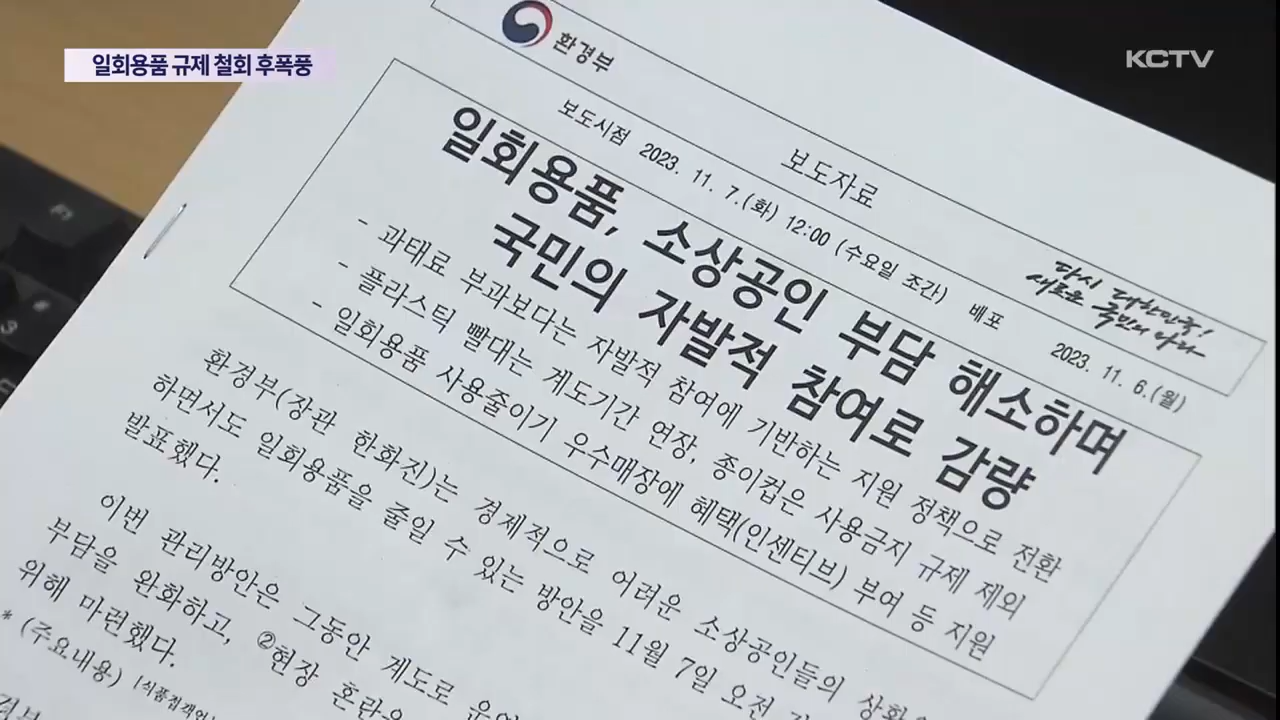 일회용품 규제 철회 후폭풍
KCTV
환경부
보도자료
다시 대한민국!
새로운 국민의 나라
보도시점 2023. 11. 7.(화) 12:00 (수요일 조간) 배포 2023. 11. 6.(월)
일회용품, 소상공인 부담 해소하며
국민의 자발적 참여로 감량
- 과태료 부과보다는 자발적 참여에 기반하는 지원 정책으로 전환
- 플라스틱 빨대는 계도기간 연장, 종이컵은 사용금지 규제 제외
- 일회용품 사용줄이기 우수매장에 혜택(인센티브) 부여 등 지원
환경부(장관 한화진)는 경제적으로 어려운 소상공인들의 상황을
하면서도 일회용품을 줄일 수 있는 방안을 11월 7일 오전
발표했다.
이번 관리방안은 그동안 계도로 운영
부담을 완화하고, ②현장 혼란은
위해 마련했다.
* (주요내용)
F1
#
3